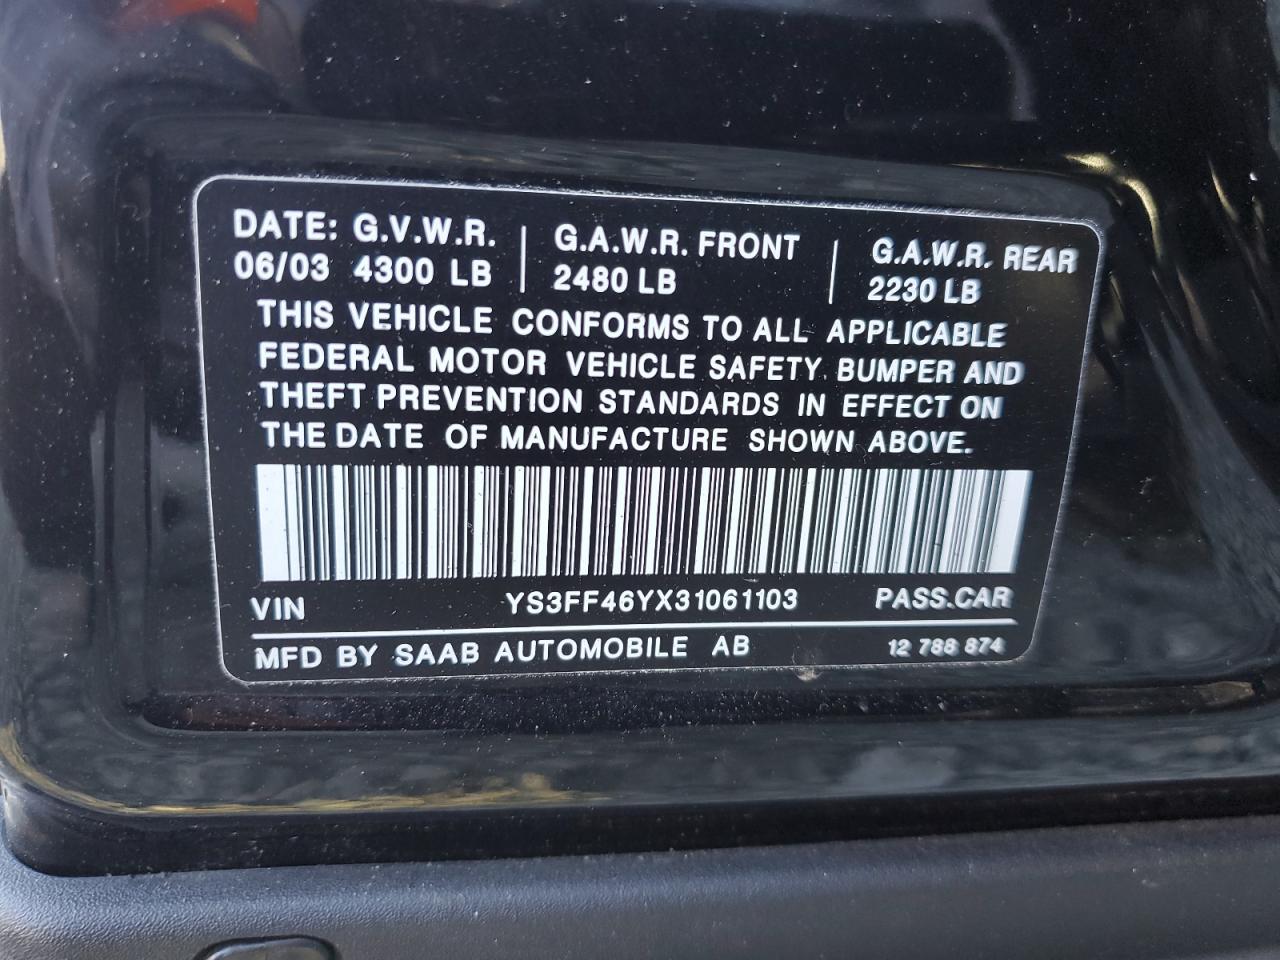 DATE: G.V.W.R. G.A.W.R. FRONT G.A.W.R. REAR
06/03 4300 LB 2480 LB 2230 LB
THIS VEHICLE CONFORMS TO ALL APPLICABLE
FEDERAL MOTOR VEHICLE SAFETY, BUMPER AND
THEFT PREVENTION STANDARDS IN EFFECT ON
THE DATE OF MANUFACTURE SHOWN ABOVE.
VIN YS3FF46YX31061103 PASS.CAR
MFD BY SAAB AUTOMOBILE AB 12 788 874